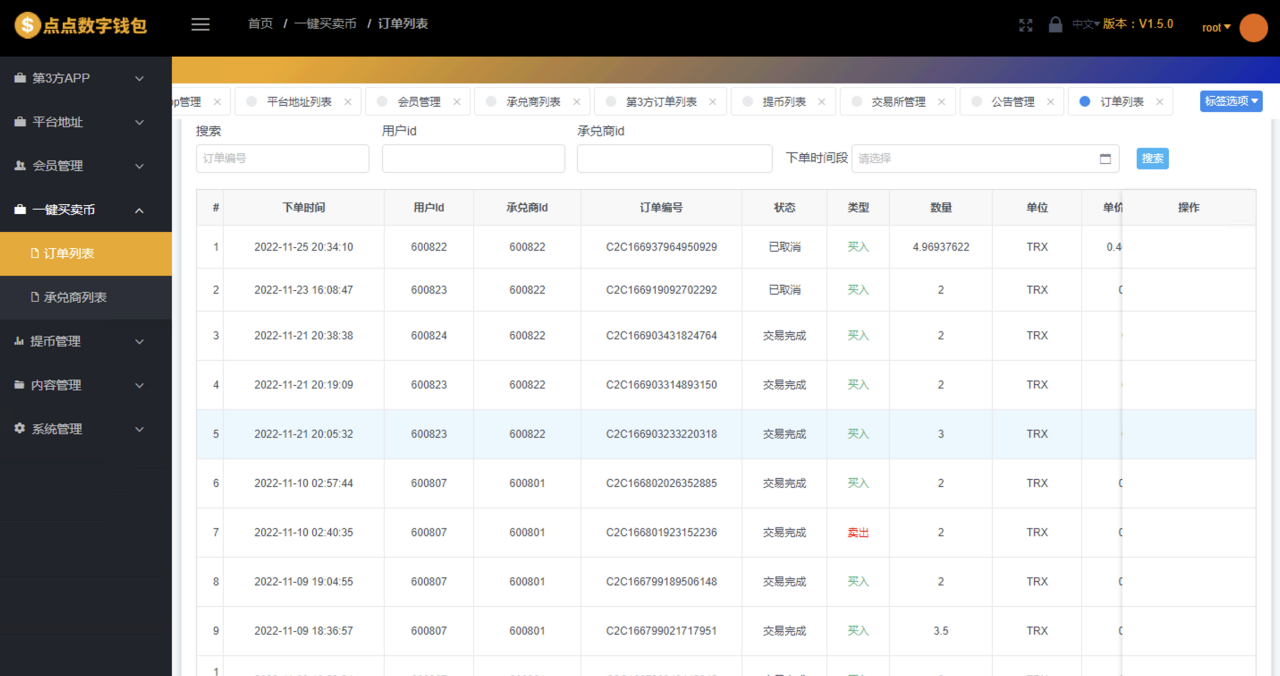 点点数字钱包
首页 / 一键买卖币 / 订单列表
中文 版本：V1.5.0 root
第3方APP
平台地址
会员管理
一键买卖币
订单列表
承兑商列表
提币管理
内容管理
系统管理
管理 平台地址列表 会员管理 承兑商列表 第3方订单列表 提币列表 交易所管理 公告管理 订单列表 标签选项
搜索 用户id 承兑商id
订单编号 下单时间段 请选择 搜索
# 下单时间 用户Id 承兑商Id 订单编号 状态 类型 数量 单位 单价 操作
1 2022-11-25 20:34:10 600822 600822 C2C166937964950929 已取消 买入 4.96937622 TRX 0.4
2 2022-11-23 16:08:47 600823 600822 C2C166919092702292 已取消 买入 2 TRX
3 2022-11-21 20:38:38 600824 600822 C2C166903431824764 交易完成 买入 2 TRX
4 2022-11-21 20:19:09 600823 600822 C2C166903314893150 交易完成 买入 2 TRX
5 2022-11-21 20:05:32 600823 600822 C2C166903233220318 交易完成 买入 3 TRX
6 2022-11-10 02:57:44 600807 600801 C2C166802026352885 交易完成 买入 2 TRX
7 2022-11-10 02:40:35 600807 600801 C2C166801923152236 交易完成 卖出 2 TRX
8 2022-11-09 19:04:55 600807 600801 C2C166799189506148 交易完成 买入 2 TRX
9 2022-11-09 18:36:57 600807 600801 C2C166799021717951 交易完成 买入 3.5 TRX
1